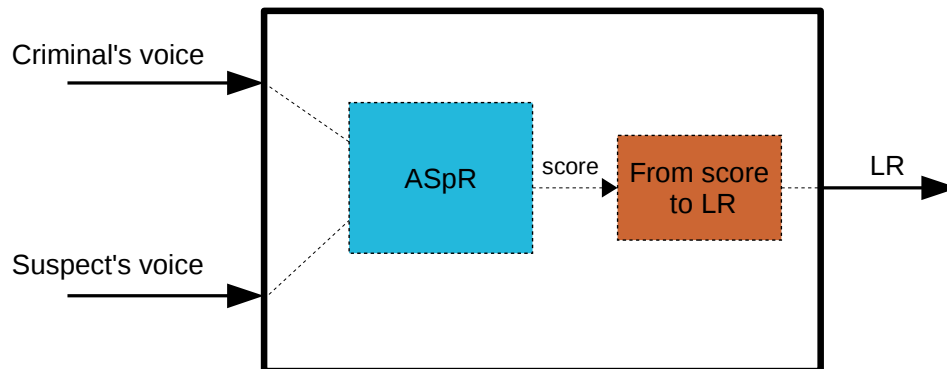 Criminal's voice
ASpR
score
From score
to LR
LR
Suspect's voice